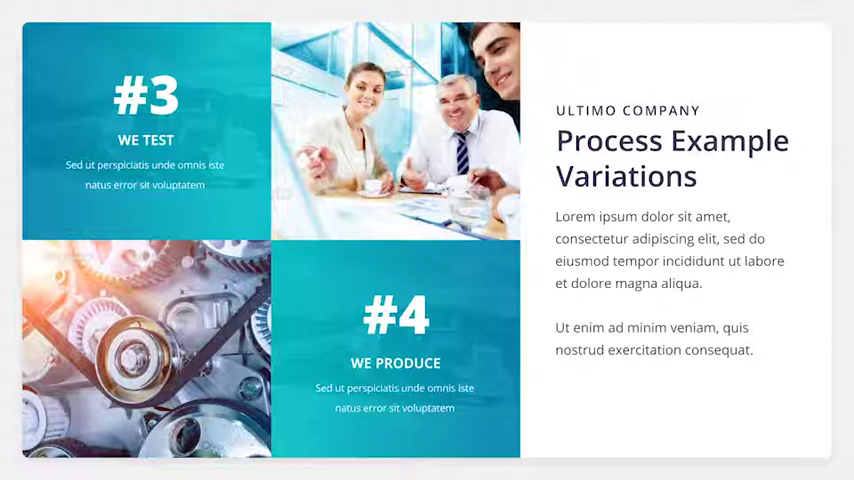 #3
WE TEST
Sed ut perspiciatis unde omnis iste
natus error sit voluptatem
#4
WE PRODUCE
Sed ut perspiciatis unde omnis iste
natus error sit voluptatem
ULTIMO COMPANY
Process Example
Variations
Lorem ipsum dolor sit amet,
consectetur adipiscing elit, sed do
eiusmod tempor incididunt ut labore
et dolore magna aliqua.
Ut enim ad minim veniam, quis
nostrud exercitation consequat.